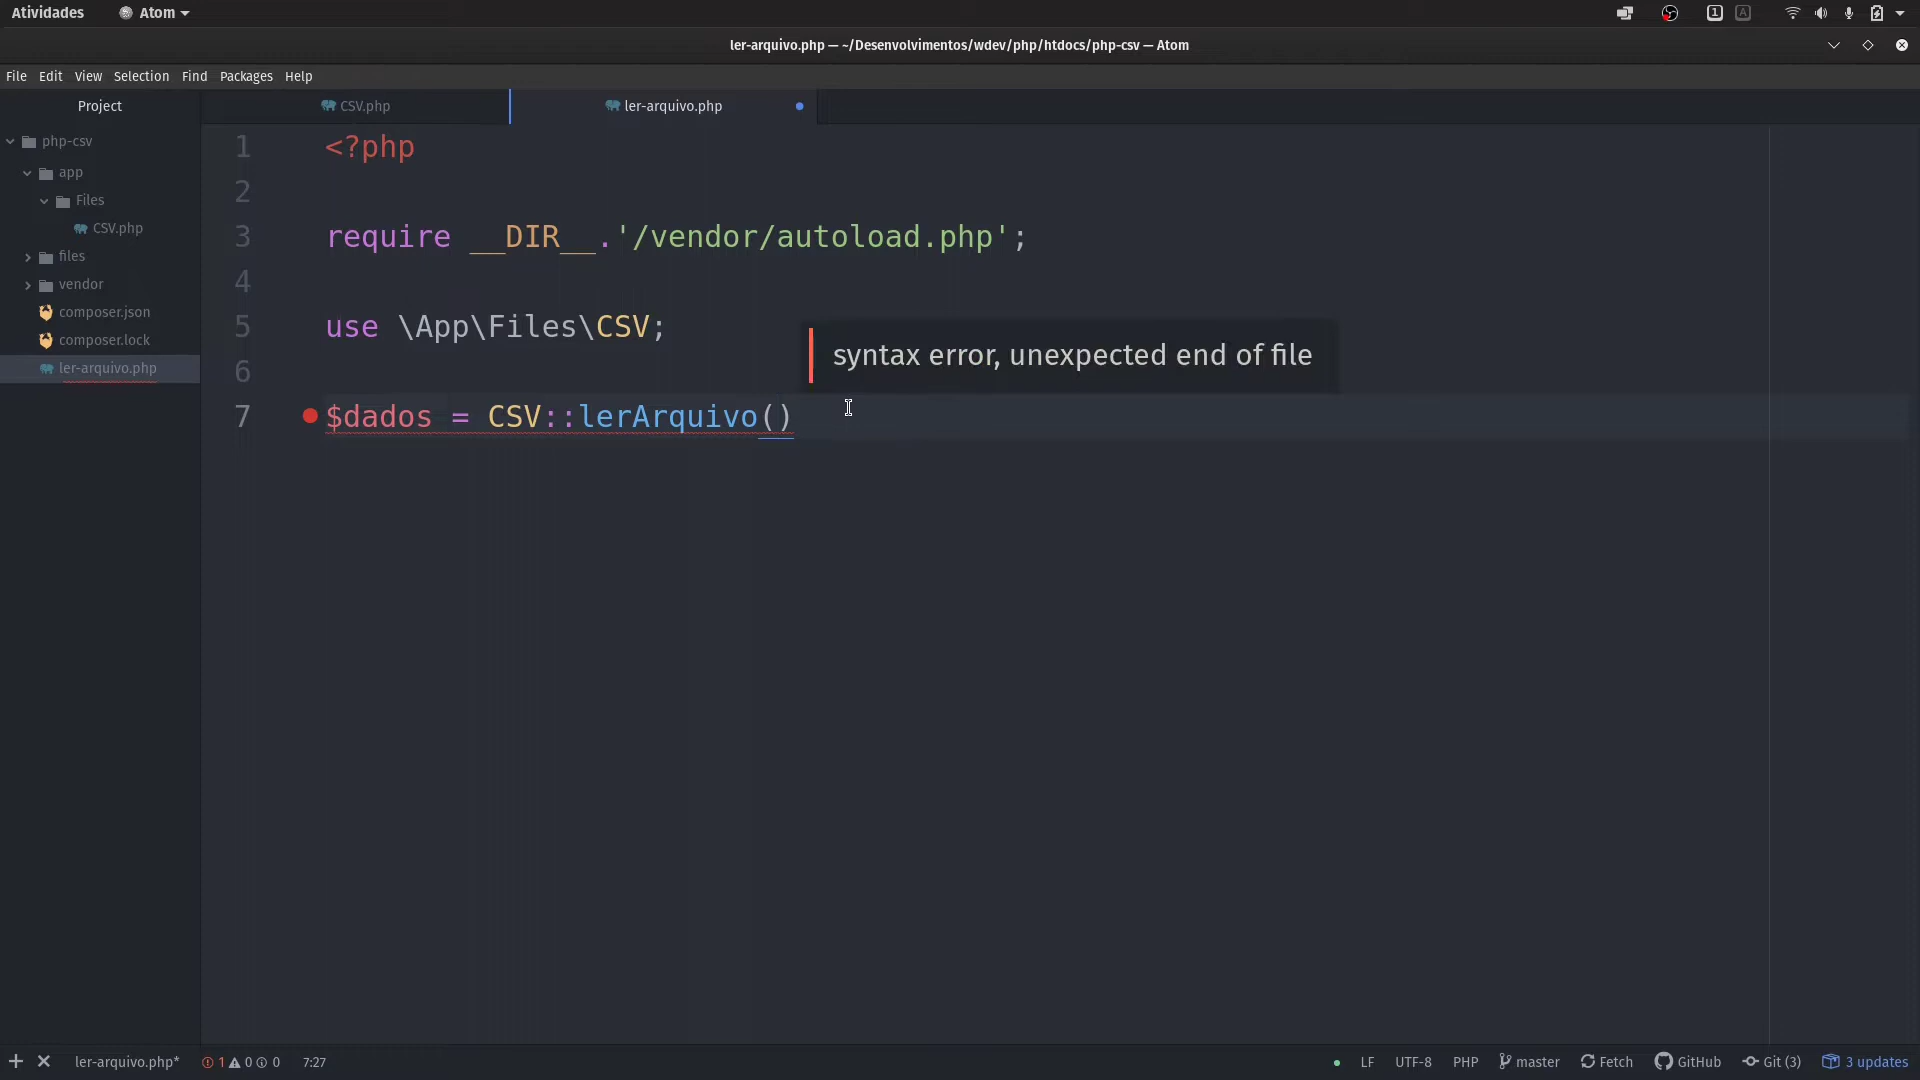 Atividades Atom 1 A
ler-arquivo.php — ~/Desenvolvimentos/wdev/php/htdocs/php-csv — Atom
File Edit View Selection Find Packages Help
Project
CSV.php
ler-arquivo.php
php-csv
app
Files
CSV.php
files
vendor
composer.json
composer.lock
ler-arquivo.php
1 <?php
2
3 require __DIR__.'/vendor/autoload.php';
4
5 use \App\Files\CSV;
6
syntax error, unexpected end of file
7 $dados = CSV::lerArquivo()
ler-arquivo.php* 1 0 0 7:27 LF UTF-8 PHP master Fetch GitHub Git (3) 3 updates